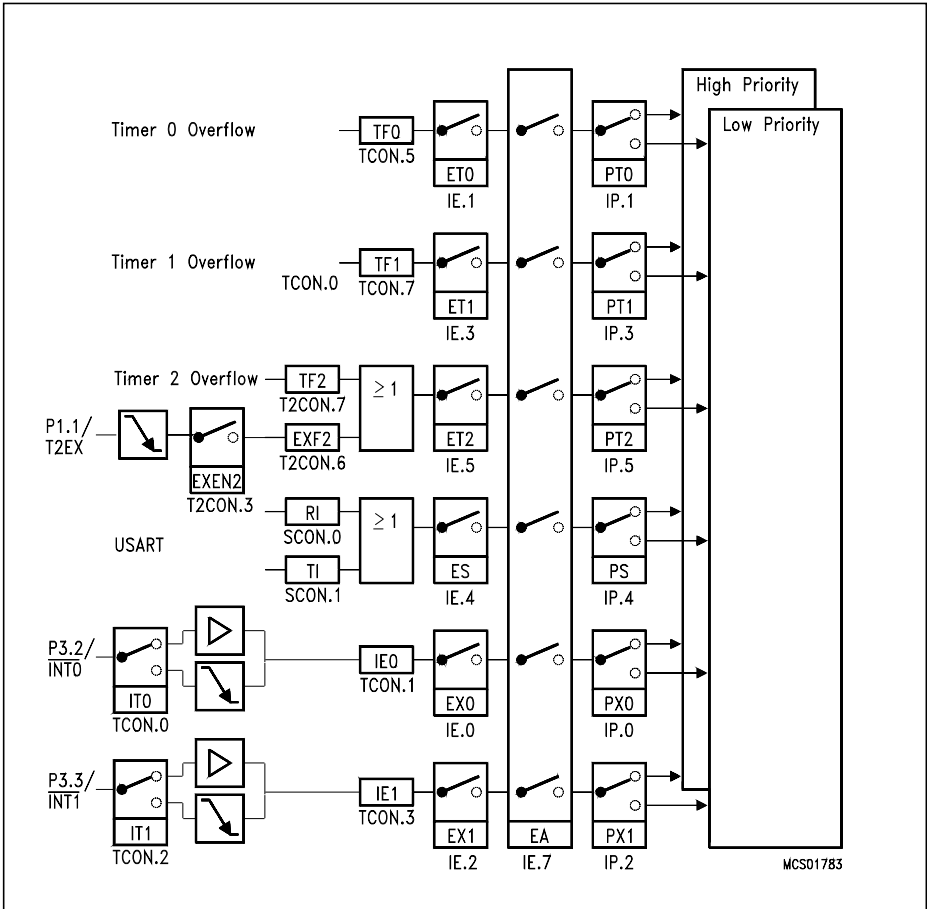 High Priority
Low Priority
Timer 0 Overflow
TF0
TCON.5
ET0
IE.1
PT0
IP.1
Timer 1 Overflow
TCON.0
TF1
TCON.7
ET1
IE.3
PT1
IP.3
Timer 2 Overflow
TF2
T2CON.7
≥1
P1.1/
T2EX
EXEN2
T2CON.3
EXF2
T2CON.6
ET2
IE.5
PT2
IP.5
USART
RI
SCON.0
≥1
TI
SCON.1
ES
IE.4
PS
IP.4
P3.2/
INT0
IT0
TCON.0
IE0
TCON.1
EX0
IE.0
PX0
IP.0
P3.3/
INT1
IT1
TCON.2
IE1
TCON.3
EX1
IE.2
EA
IE.7
PX1
IP.2
MCS01783